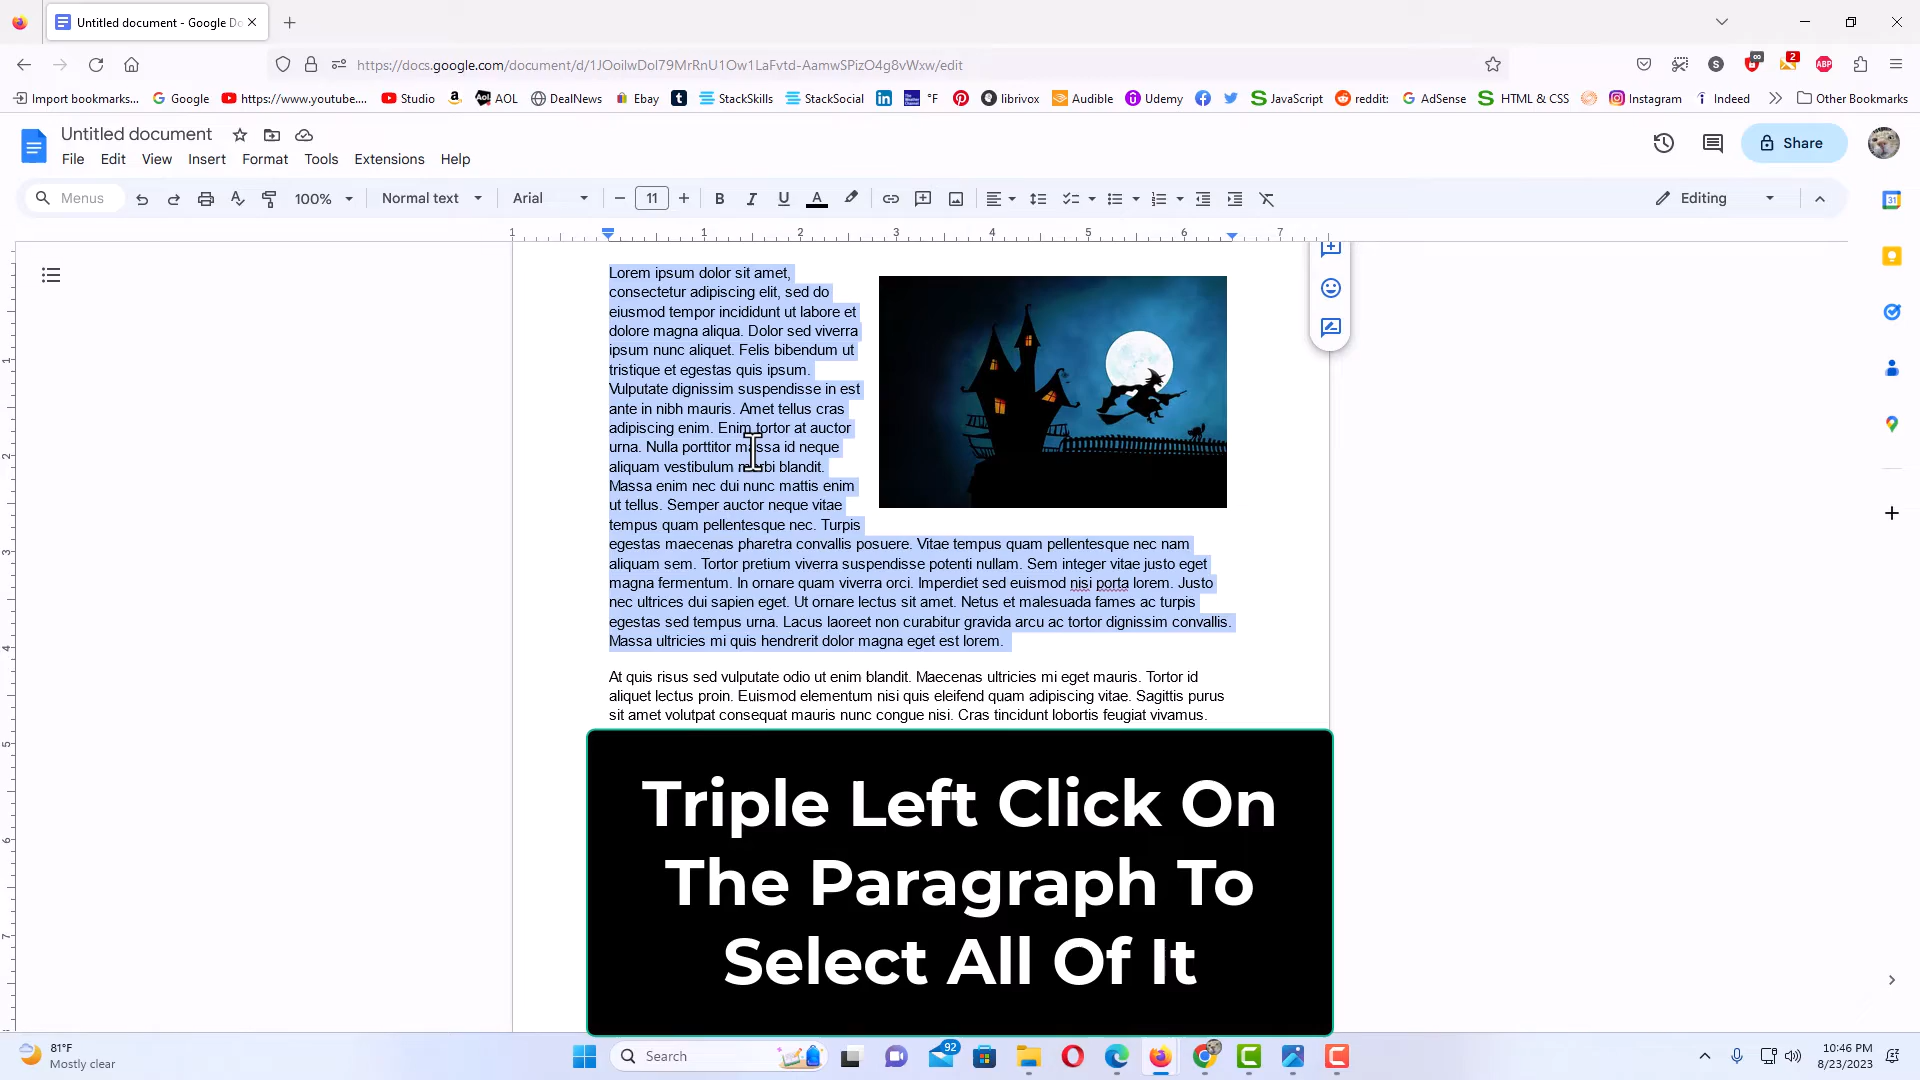 Untitled document - Google Do
https://docs.google.com/document/d/1JOoilwDol79MrRnU1Ow1LaFvtd-AamwSPizO4g8vWxw/edit
Import bookmarks... Google https://www.youtube.... Studio AOL DealNews Ebay StackSkills StackSocial °F librivox Audible Udemy JavaScript reddit: AdSense HTML & CSS Instagram Indeed Other Bookmarks
Untitled document
File Edit View Insert Format Tools Extensions Help
Share
Menus 100% Normal text Arial 11 Editing
1 1 2 3 4 5 6 7
Lorem ipsum dolor sit amet,
consectetur adipiscing elit, sed do
eiusmod tempor incididunt ut labore et
dolore magna aliqua. Dolor sed viverra
ipsum nunc aliquet. Felis bibendum ut
tristique et egestas quis ipsum.
Vulputate dignissim suspendisse in est
ante in nibh mauris. Amet tellus cras
adipiscing enim. Enim tortor at auctor
urna. Nulla porttitor massa id neque
aliquam vestibulum morbi blandit.
Massa enim nec dui nunc mattis enim
ut tellus. Semper auctor neque vitae
tempus quam pellentesque nec. Turpis
egestas maecenas pharetra convallis posuere. Vitae tempus quam pellentesque nec nam
aliquam sem. Tortor pretium viverra suspendisse potenti nullam. Sem integer vitae justo eget
magna fermentum. In ornare quam viverra orci. Imperdiet sed euismod nisi porta lorem. Justo
nec ultrices dui sapien eget. Ut ornare lectus sit amet. Netus et malesuada fames ac turpis
egestas sed tempus urna. Lacus laoreet non curabitur gravida arcu ac tortor dignissim convallis.
Massa ultricies mi quis hendrerit dolor magna eget est lorem.
At quis risus sed vulputate odio ut enim blandit. Maecenas ultricies mi eget mauris. Tortor id
aliquet lectus proin. Euismod elementum nisi quis eleifend quam adipiscing vitae. Sagittis purus
sit amet volutpat consequat mauris nunc congue nisi. Cras tincidunt lobortis feugiat vivamus.
Triple Left Click On
The Paragraph To
Select All Of It
81°F
Mostly clear
Search
92
10:46 PM
8/23/2023